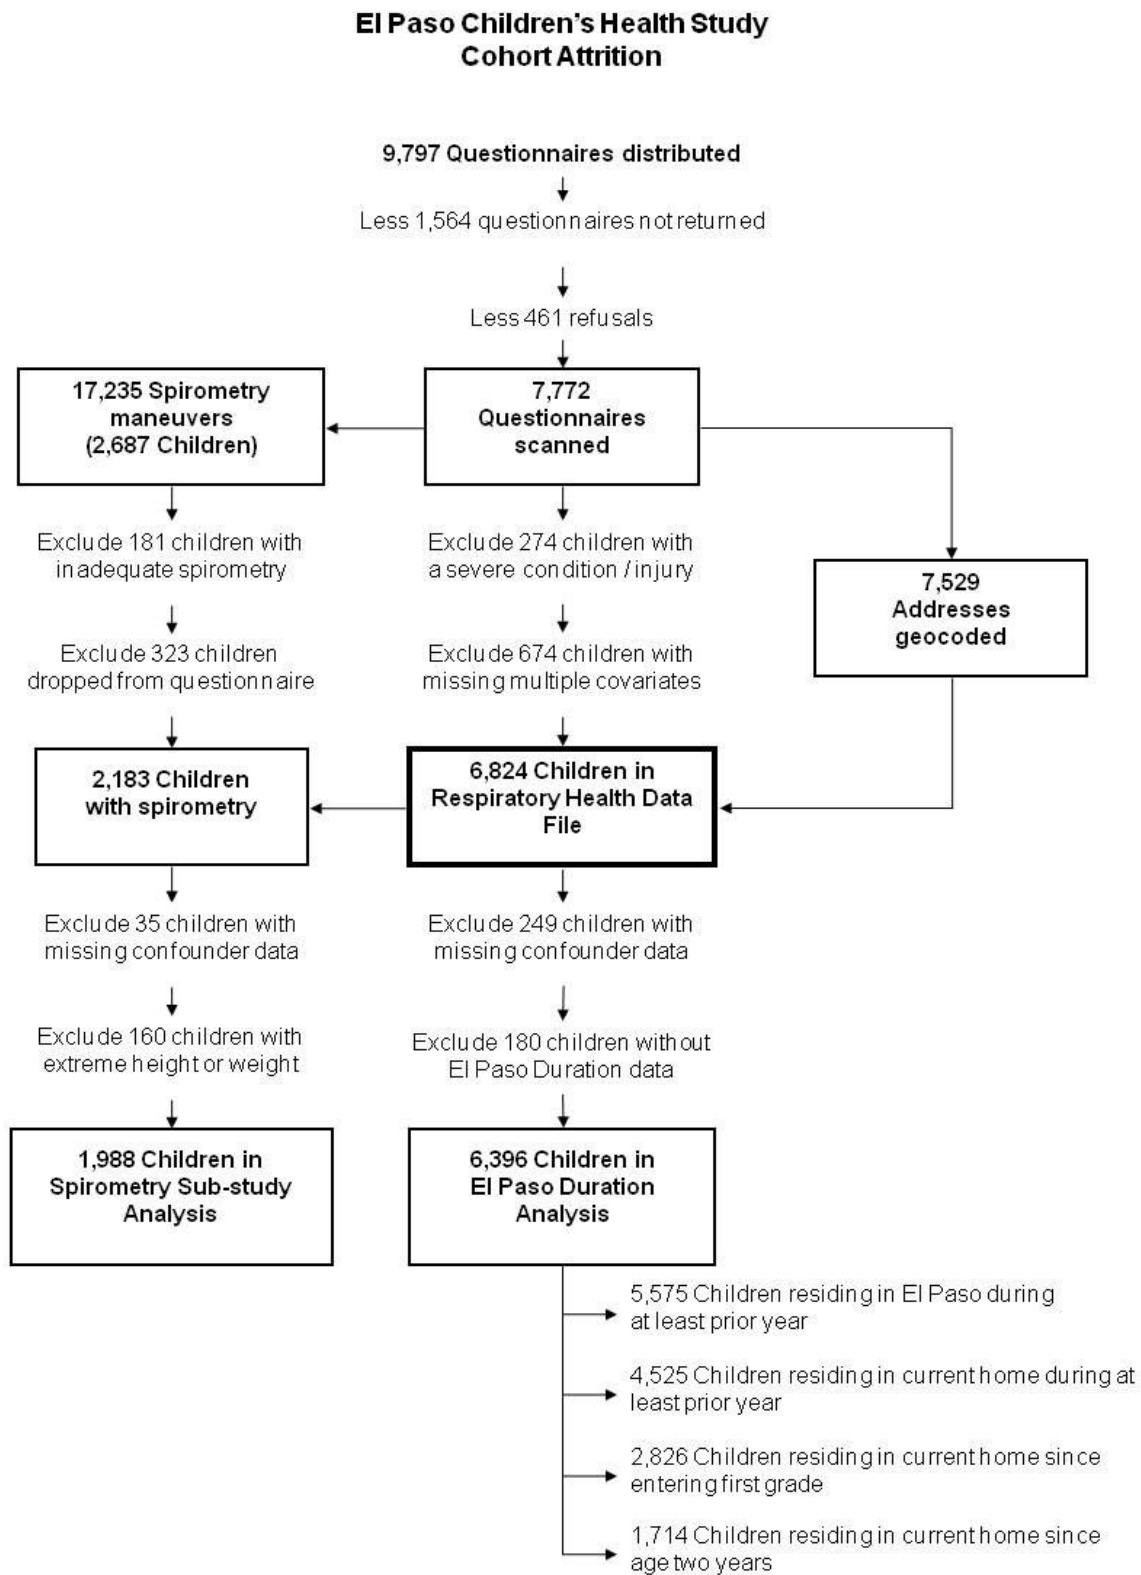 El Paso Children's Health Study
Cohort Attrition
9,797 Questionnaires distributed
Less 1,564 questionnaires not returned
Less 461 refusals
17,235 Spirometry
maneuvers
(2,687 Children)
7,772
Questionnaires
scanned
Exclude 181 children with
inadequate spirometry
Exclude 274 children with
a severe condition / injury
7,529
Addresses
geocoded
Exclude 323 children
dropped from questionnaire
Exclude 674 children with
missing multiple covariates
2,183 Children
with spirometry
6,824 Children in
Respiratory Health Data
File
Exclude 35 children with
missing confounder data
Exclude 249 children with
missing confounder data
Exclude 160 children with
extreme height or weight
Exclude 180 children without
El Paso Duration data
1,988 Children in
Spirometry Sub-study
Analysis
6,396 Children in
El Paso Duration
Analysis
5,575 Children residing in El Paso during
at least prior year
4,525 Children residing in current home during at
least prior year
2,826 Children residing in current home since
entering first grade
1,714 Children residing in current home since
age two years